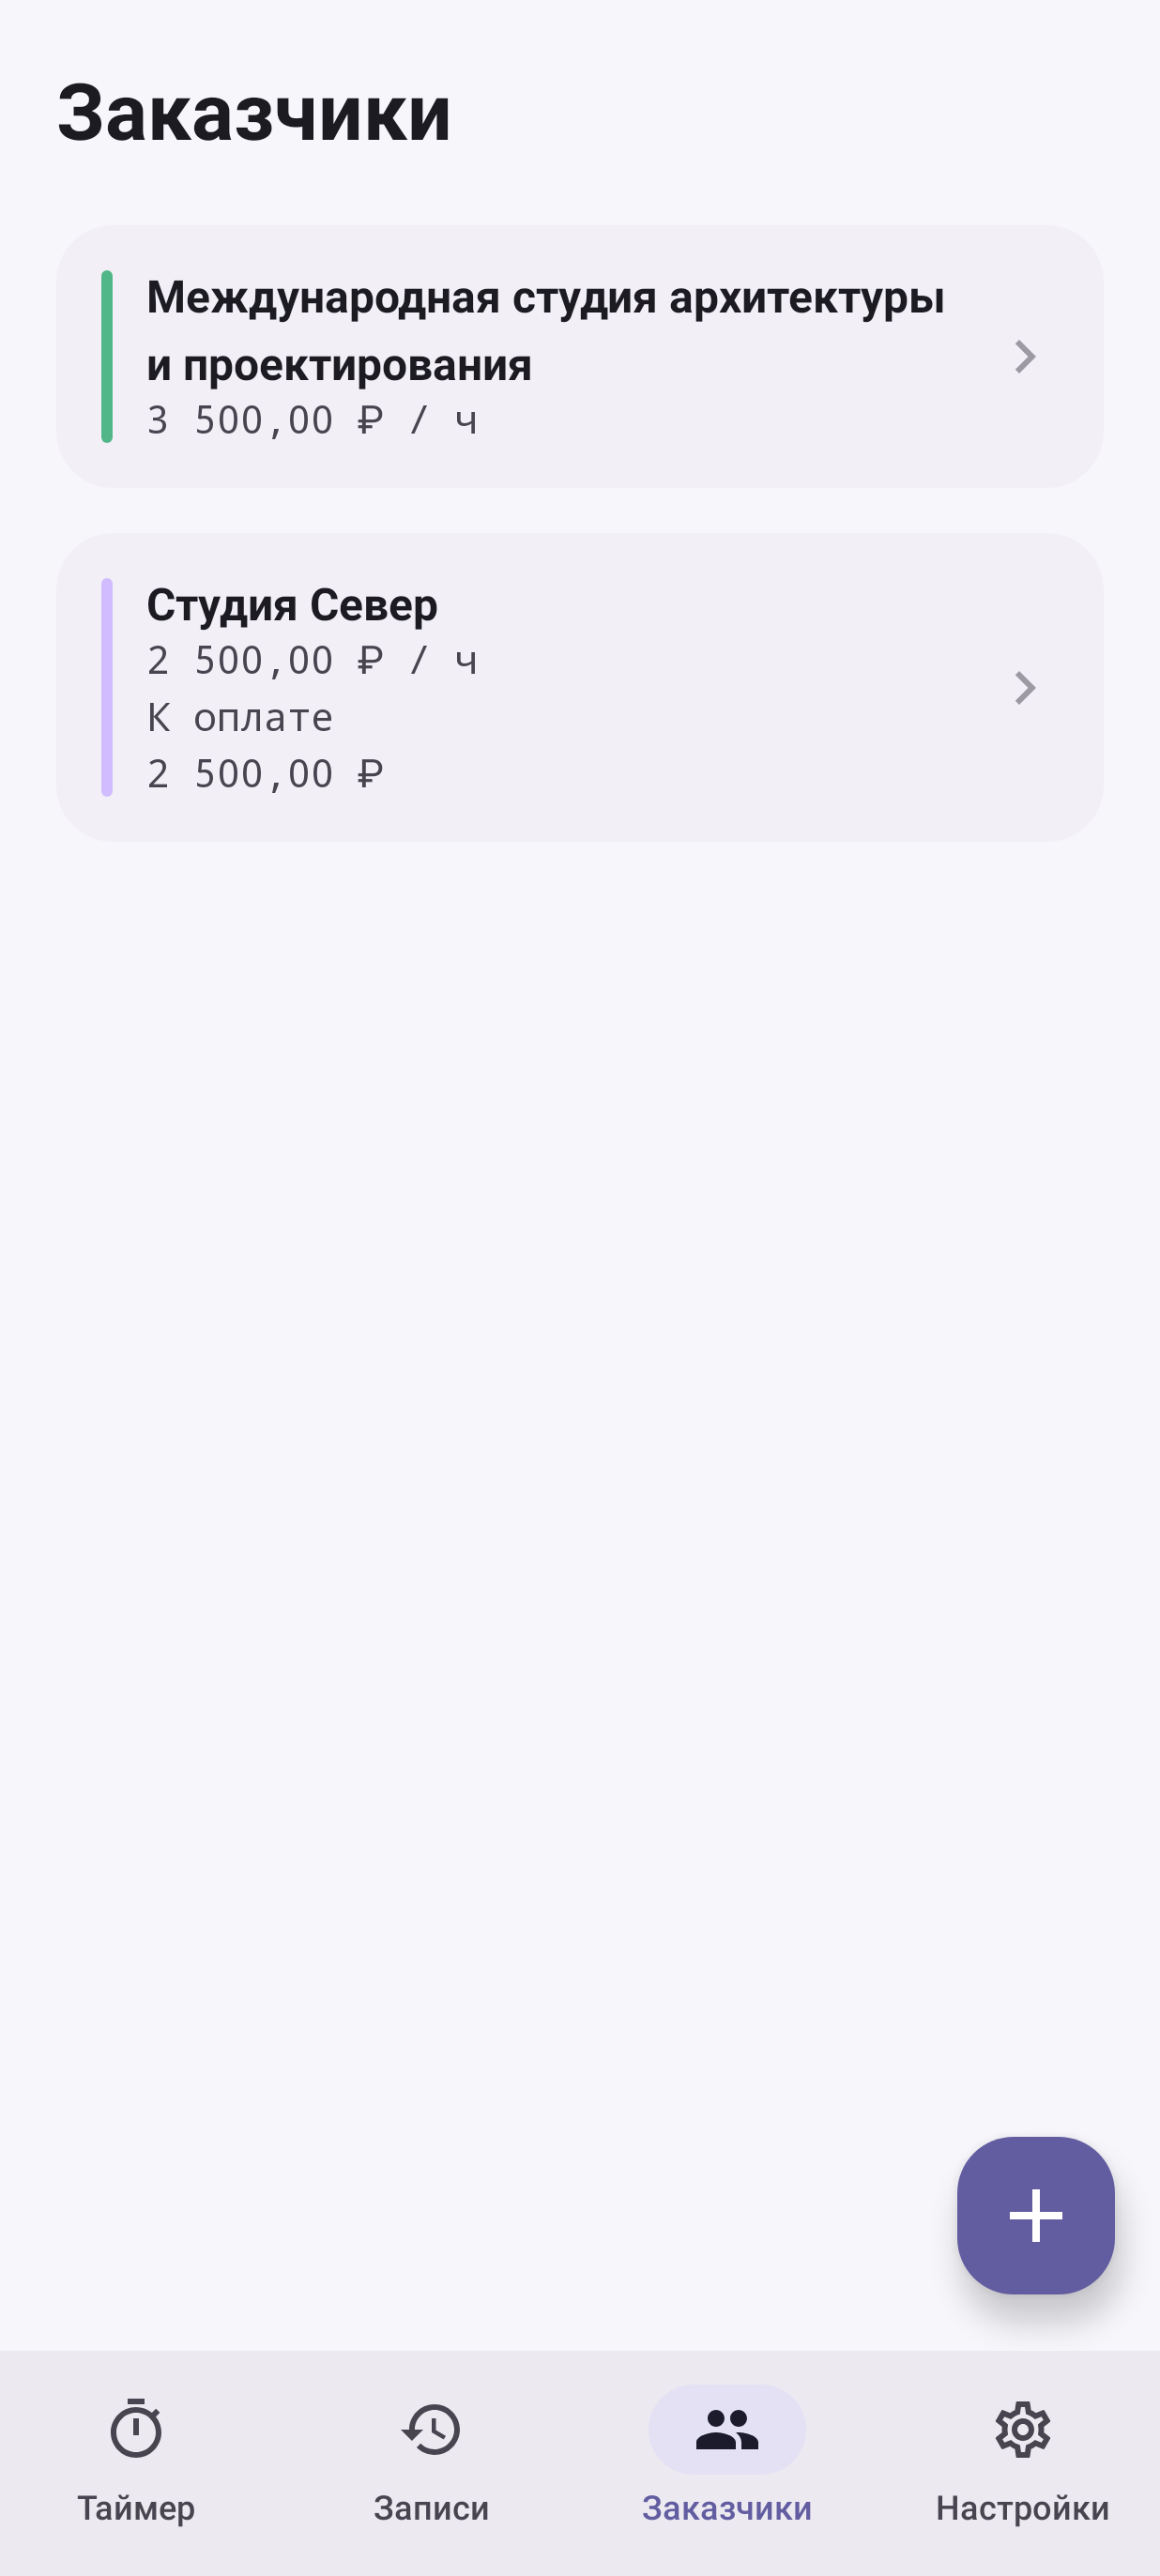 Заказчики
Международная студия архитектуры
и проектирования
3 500,00 ₽ / ч
Студия Север
2 500,00 ₽ / ч
К оплате
2 500,00 ₽
Таймер
Записи
Заказчики
Настройки